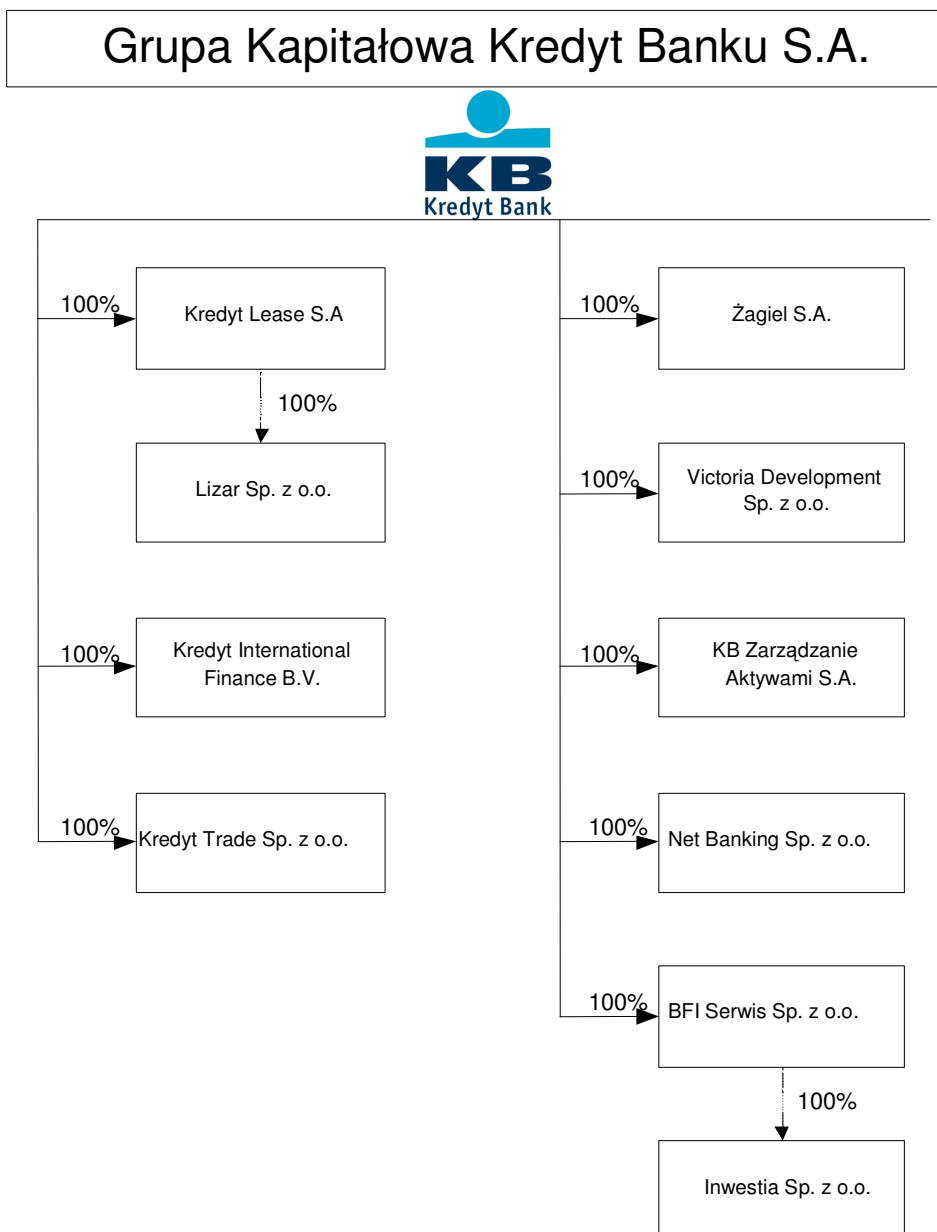 Grupa Kapitałowa Kredyt Banku S.A.
KB
Kredyt Bank
100%
Kredyt Lease S.A
100%
Lizar Sp. z o.o.
100%
Kredyt International
Finance B.V.
100%
Kredyt Trade Sp. z o.o.
100%
Żagiel S.A.
100%
Victoria Development
Sp. z o.o.
100%
KB Zarządzanie
Aktywami S.A.
100%
Net Banking Sp. z o.o.
100%
BFI Serwis Sp. z o.o.
100%
Inwestia Sp. z o.o.